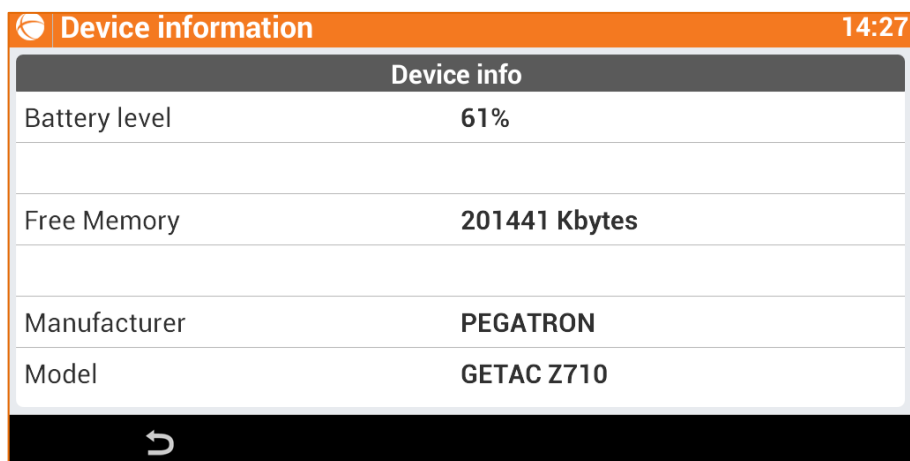 Device information 14:27
Device info
Battery level 61%
Free Memory 201441 Kbytes
Manufacturer PEGATRON
Model GETAC Z710